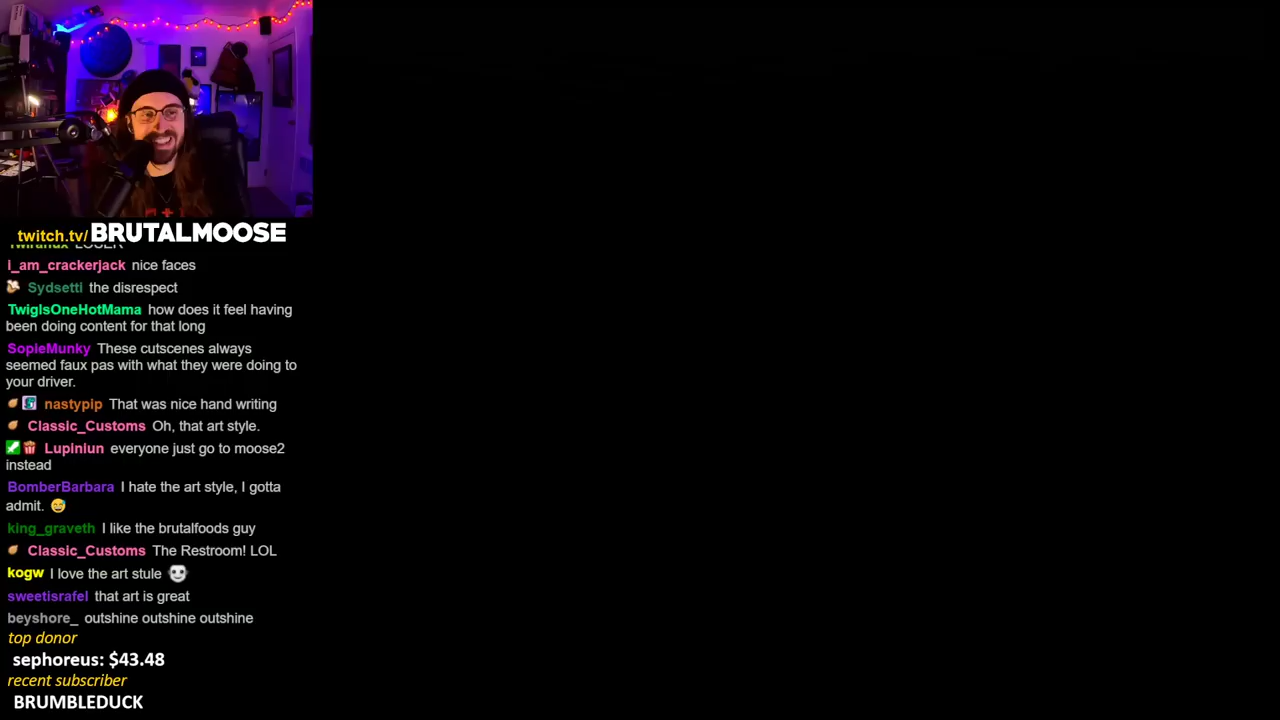 twitch.tv/BRUTALMOOSE
Twirandx LOSER
i_am_crackerjack nice faces
Sydsetti the disrespect
TwigIsOneHotMama how does it feel having
been doing content for that long
SopieMunky These cutscenes always
seemed faux pas with what they were doing to
your driver.
nastypip That was nice hand writing
Classic_Customs Oh, that art style.
Lupiniun everyone just go to moose2
instead
BomberBarbara I hate the art style, I gotta
admit.
king_graveth I like the brutalfoods guy
Classic_Customs The Restroom! LOL
kogw I love the art stule
sweetisrafel that art is great
beyshore_ outshine outshine outshine
top donor
sephoreus: $43.48
recent subscriber
BRUMBLEDUCK